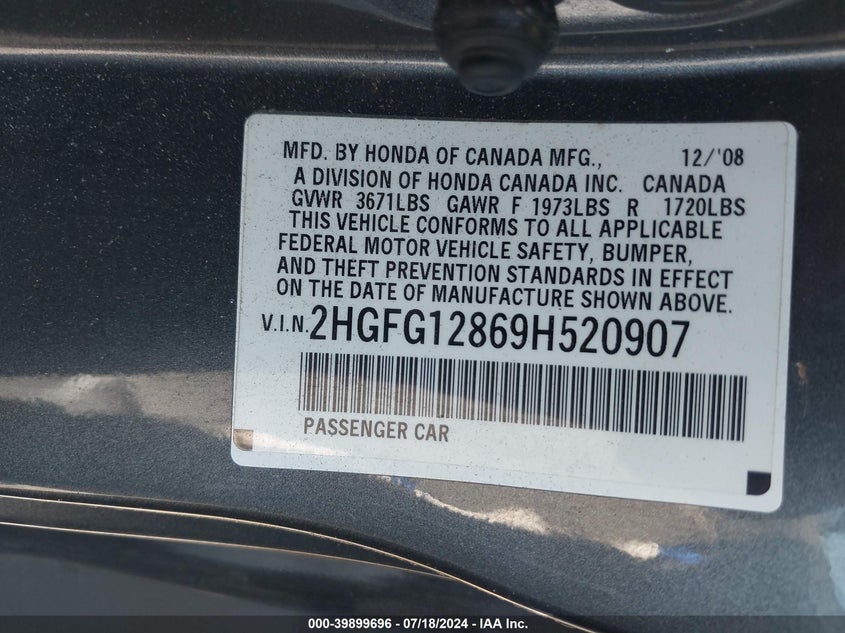 MFD. BY HONDA OF CANADA MFG., 12/'08
A DIVISION OF HONDA CANADA INC. CANADA
GVWR 3671LBS GAWR F 1973LBS R 1720LBS
THIS VEHICLE CONFORMS TO ALL APPLICABLE
FEDERAL MOTOR VEHICLE SAFETY, BUMPER,
AND THEFT PREVENTION STANDARDS IN EFFECT
ON THE DATE OF MANUFACTURE SHOWN ABOVE.
V.I.N. 2HGFG12869H520907
PASSENGER CAR
000-39899696 - 07/18/2024 - IAA Inc.